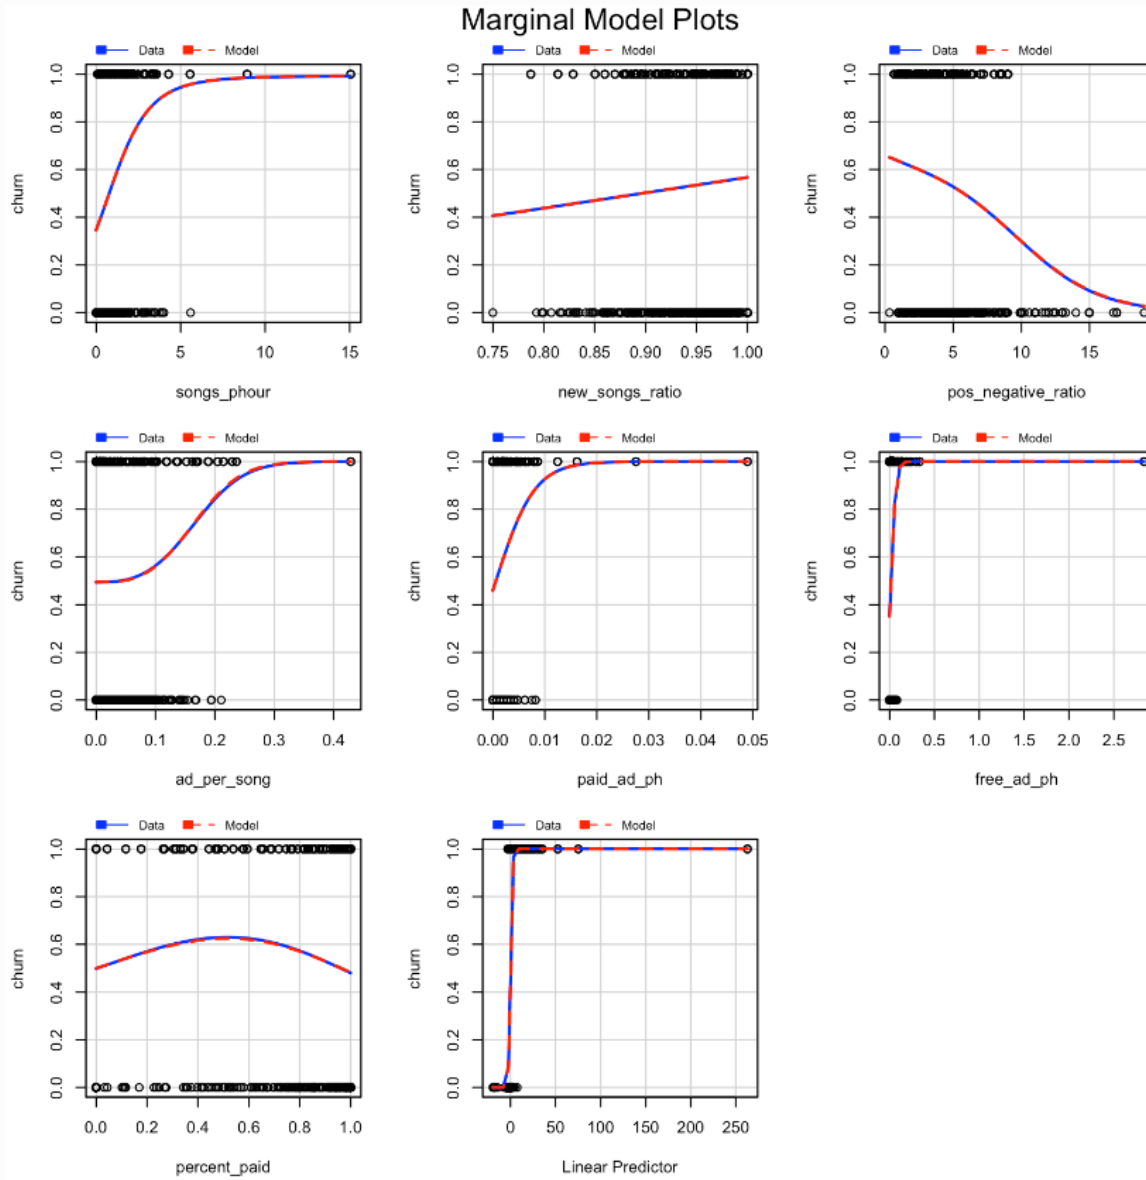 Marginal Model Plots
Data Model
churn
0.0 0.2 0.4 0.6 0.8 1.0
0 5 10 15
songs_phour
Data Model
churn
0.0 0.2 0.4 0.6 0.8 1.0
0.75 0.80 0.85 0.90 0.95 1.00
new_songs_ratio
Data Model
churn
0.0 0.2 0.4 0.6 0.8 1.0
0 5 10 15
pos_negative_ratio
Data Model
churn
0.0 0.2 0.4 0.6 0.8 1.0
0.0 0.1 0.2 0.3 0.4
ad_per_song
Data Model
churn
0.0 0.2 0.4 0.6 0.8 1.0
0.00 0.01 0.02 0.03 0.04 0.05
paid_ad_ph
Data Model
churn
0.0 0.2 0.4 0.6 0.8 1.0
0.0 0.5 1.0 1.5 2.0 2.5
free_ad_ph
Data Model
churn
0.0 0.2 0.4 0.6 0.8 1.0
0.0 0.2 0.4 0.6 0.8 1.0
percent_paid
Data Model
churn
0.0 0.2 0.4 0.6 0.8 1.0
0 50 100 150 200 250
Linear Predictor